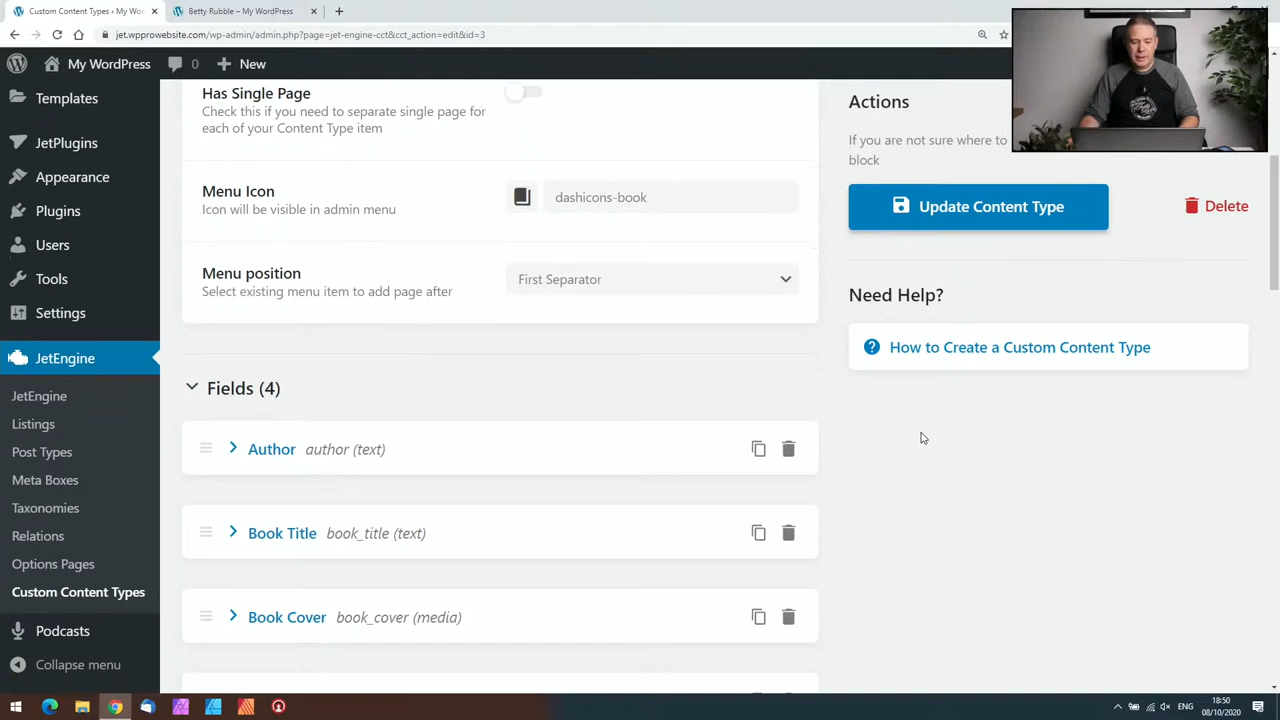 Custom Content Types ‹ My Wor
Betty Rubble – My WordPress
jet.wpprowebsite.com/wp-admin/admin.php?page=jet-engine-cct&cct_action=edit&id=3
My WordPress
0
New
Templates
JetPlugins
Appearance
Plugins
Users
Tools
Settings
JetEngine
JetEngine
Listings
Post Types
Meta Boxes
Taxonomies
Relations
Options Pages
Custom Content Types
Podcasts
Collapse menu
Has Single Page
Check this if you need to separate single page for
each of your Content Type item
Menu Icon
Icon will be visible in admin menu
dashicons-book
Menu position
Select existing menu item to add page after
First Separator
Fields (4)
Author author (text)
Book Title book_title (text)
Book Cover book_cover (media)
Actions
If you are not sure where to
block
Update Content Type
Delete
Need Help?
How to Create a Custom Content Type
ENG
18:50
08/10/2020